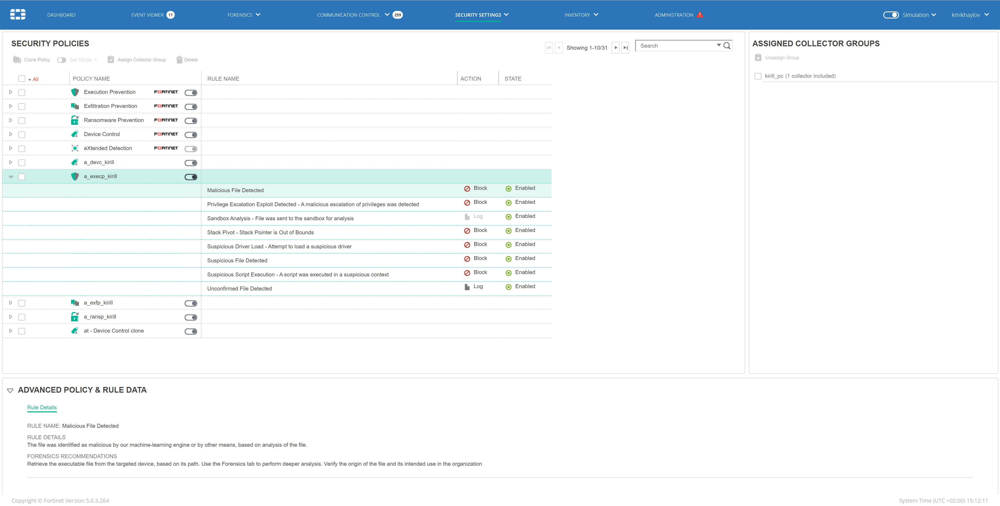 DASHBOARD EVENT VIEWER 11 FORENSICS COMMUNICATION CONTROL 259 SECURITY SETTINGS INVENTORY ADMINISTRATION Simulation kmikhaylov
SECURITY POLICIES
Showing 1-10/31 Search
Clone Policy Set Mode Assign Collector Group Delete
All POLICY NAME RULE NAME ACTION STATE
Execution Prevention FORTINET
Exfiltration Prevention FORTINET
Ransomware Prevention FORTINET
Device Control FORTINET
eXtended Detection FORTINET
a_devc_kirill
a_execp_kirill
Malicious File Detected Block Enabled
Privilege Escalation Exploit Detected - A malicious escalation of privileges was detected Block Enabled
Sandbox Analysis - File was sent to the sandbox for analysis Log Enabled
Stack Pivot - Stack Pointer is Out of Bounds Block Enabled
Suspicious Driver Load - Attempt to load a suspicious driver Block Enabled
Suspicious File Detected Block Enabled
Suspicious Script Execution - A script was executed in a suspicious context Block Enabled
Unconfirmed File Detected Log Enabled
a_exfp_kirill
a_ransp_kirill
at - Device Control clone
ASSIGNED COLLECTOR GROUPS
Unassign Group
kirill_pc (1 collector included)
ADVANCED POLICY & RULE DATA
Rule Details
RULE NAME: Malicious File Detected
RULE DETAILS
The file was identified as malicious by our machine-learning engine or by other means, based on analysis of the file.
FORENSICS RECOMMENDATIONS
Retrieve the executable file from the targeted device, based on its path. Use the Forensics tab to perform deeper analysis. Verify the origin of the file and its intended use in the organization
Copyright © Fortinet Version 5.0.3.264 System Time (UTC +02:00) 15:12:11